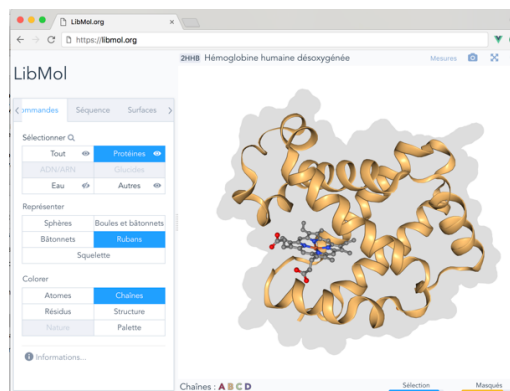 LibMol.org
https://libmol.org
LibMol
2HHB Hémoglobine humaine désoxygénée
Mesures
ommandes Séquence Surfaces
Sélectionner
Tout Protéines
ADN/ARN Glucides
Eau Autres
Représenter
Sphères Boules et bâtonnets
Bâtonnets Rubans
Squelette
Colorer
Atomes Chaînes
Résidus Structure
Nature Palette
Informations...
Chaînes : A B C D
Sélection Masqués